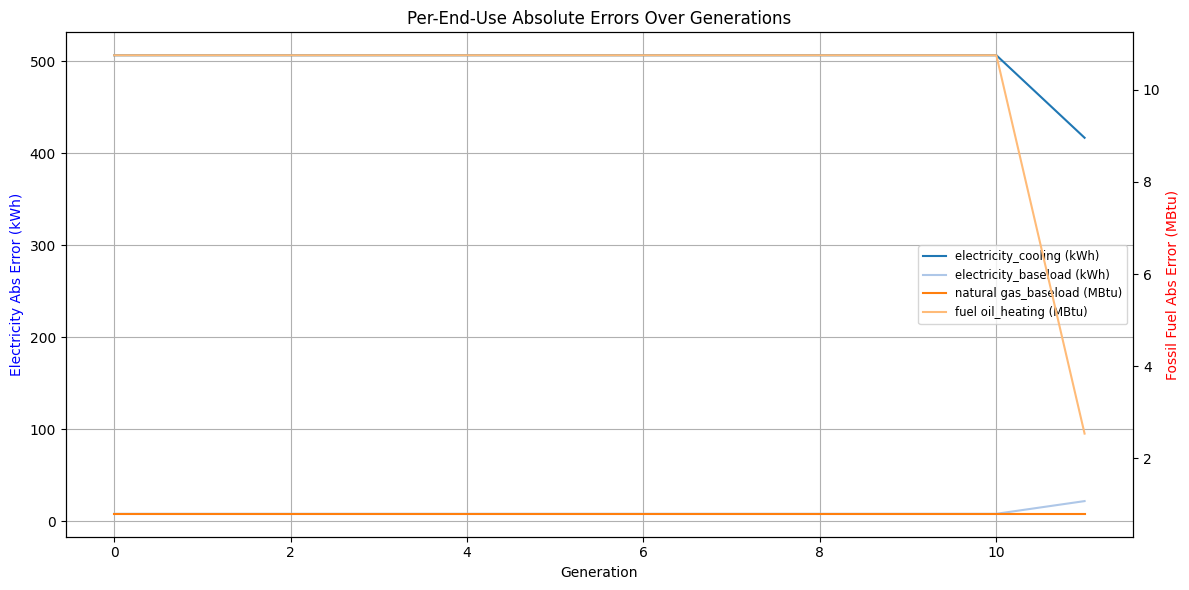 Per-End-Use Absolute Errors Over Generations
Electricity Abs Error (kWh)
500
400
300
200
100
0
0
2
4
6
8
10
Generation
electricity_cooling (kWh)
electricity_baseload (kWh)
natural gas_baseload (MBtu)
fuel oil_heating (MBtu)
10
8
6
4
2
Fossil Fuel Abs Error (MBtu)